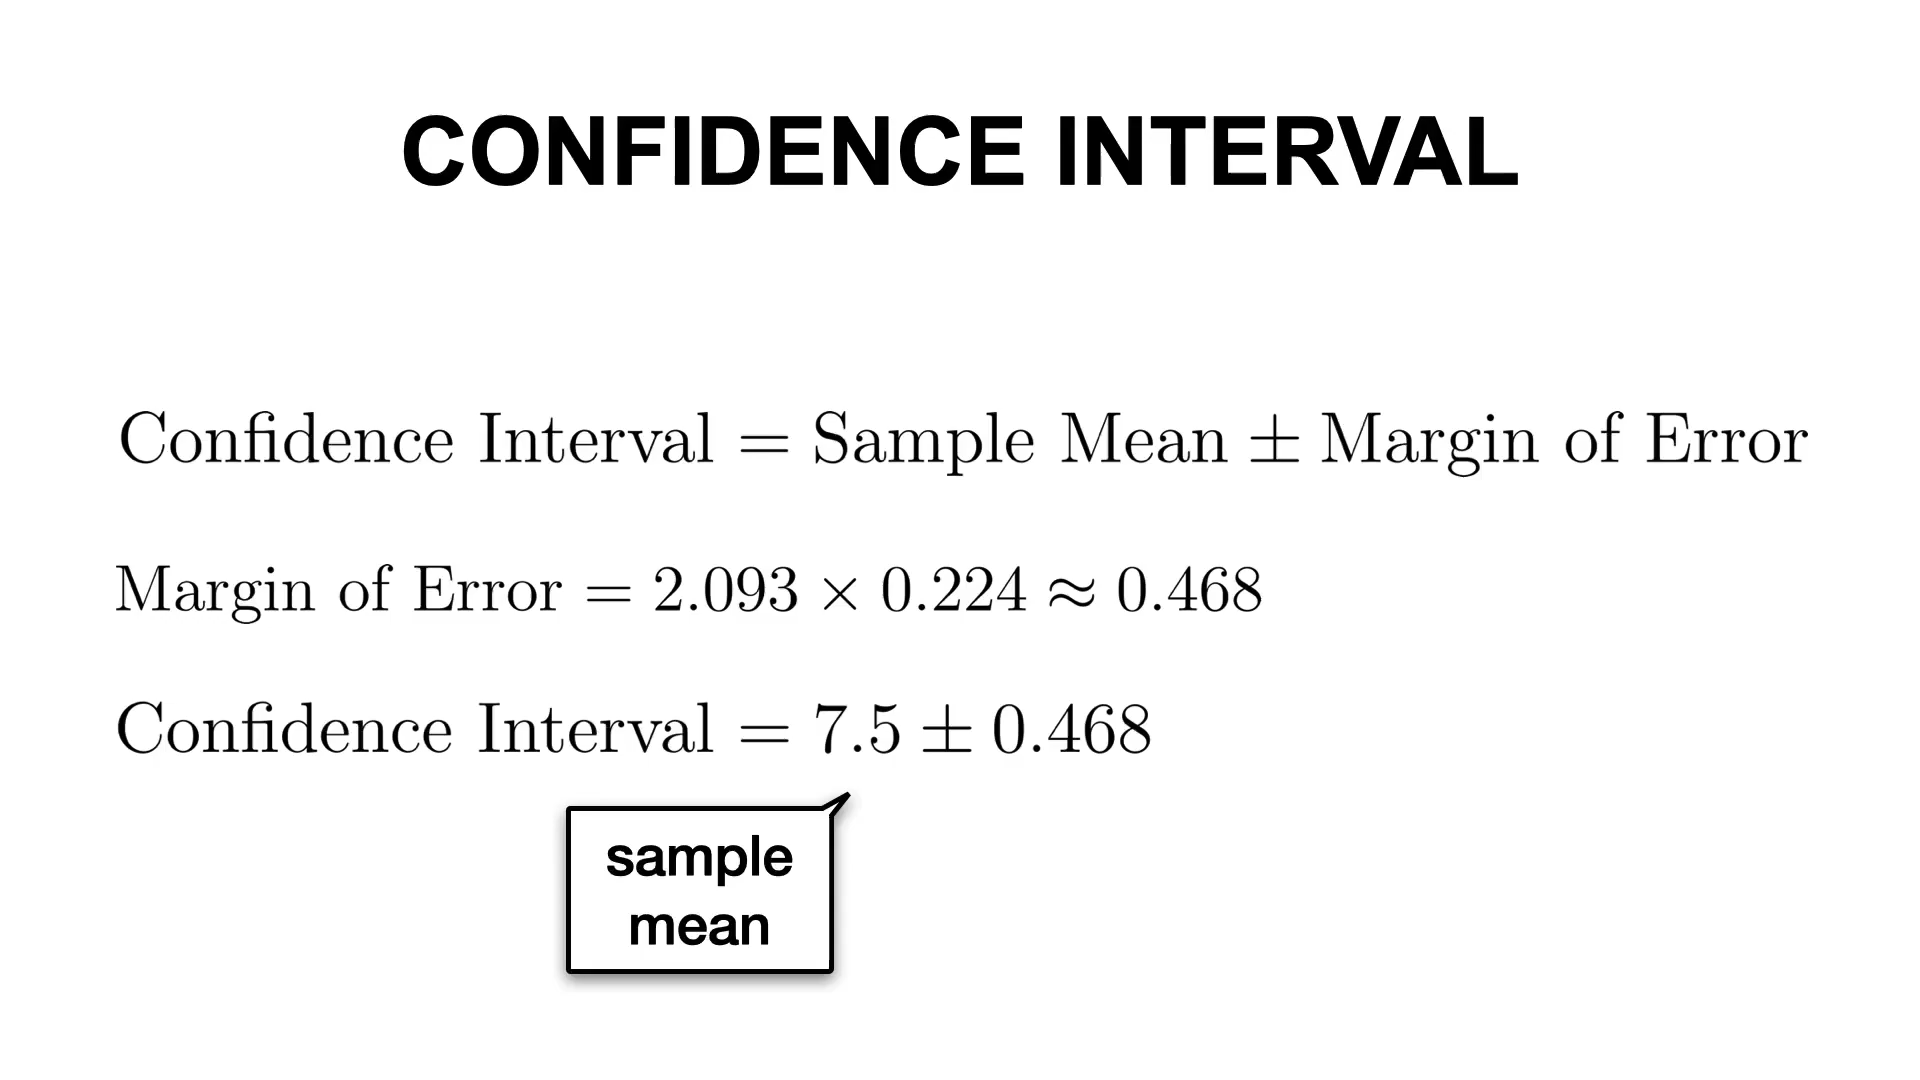 CONFIDENCE INTERVAL
Confidence Interval = Sample Mean ± Margin of Error
Margin of Error = 2.093 × 0.224 ≈ 0.468
Confidence Interval = 7.5 ± 0.468
sample
mean